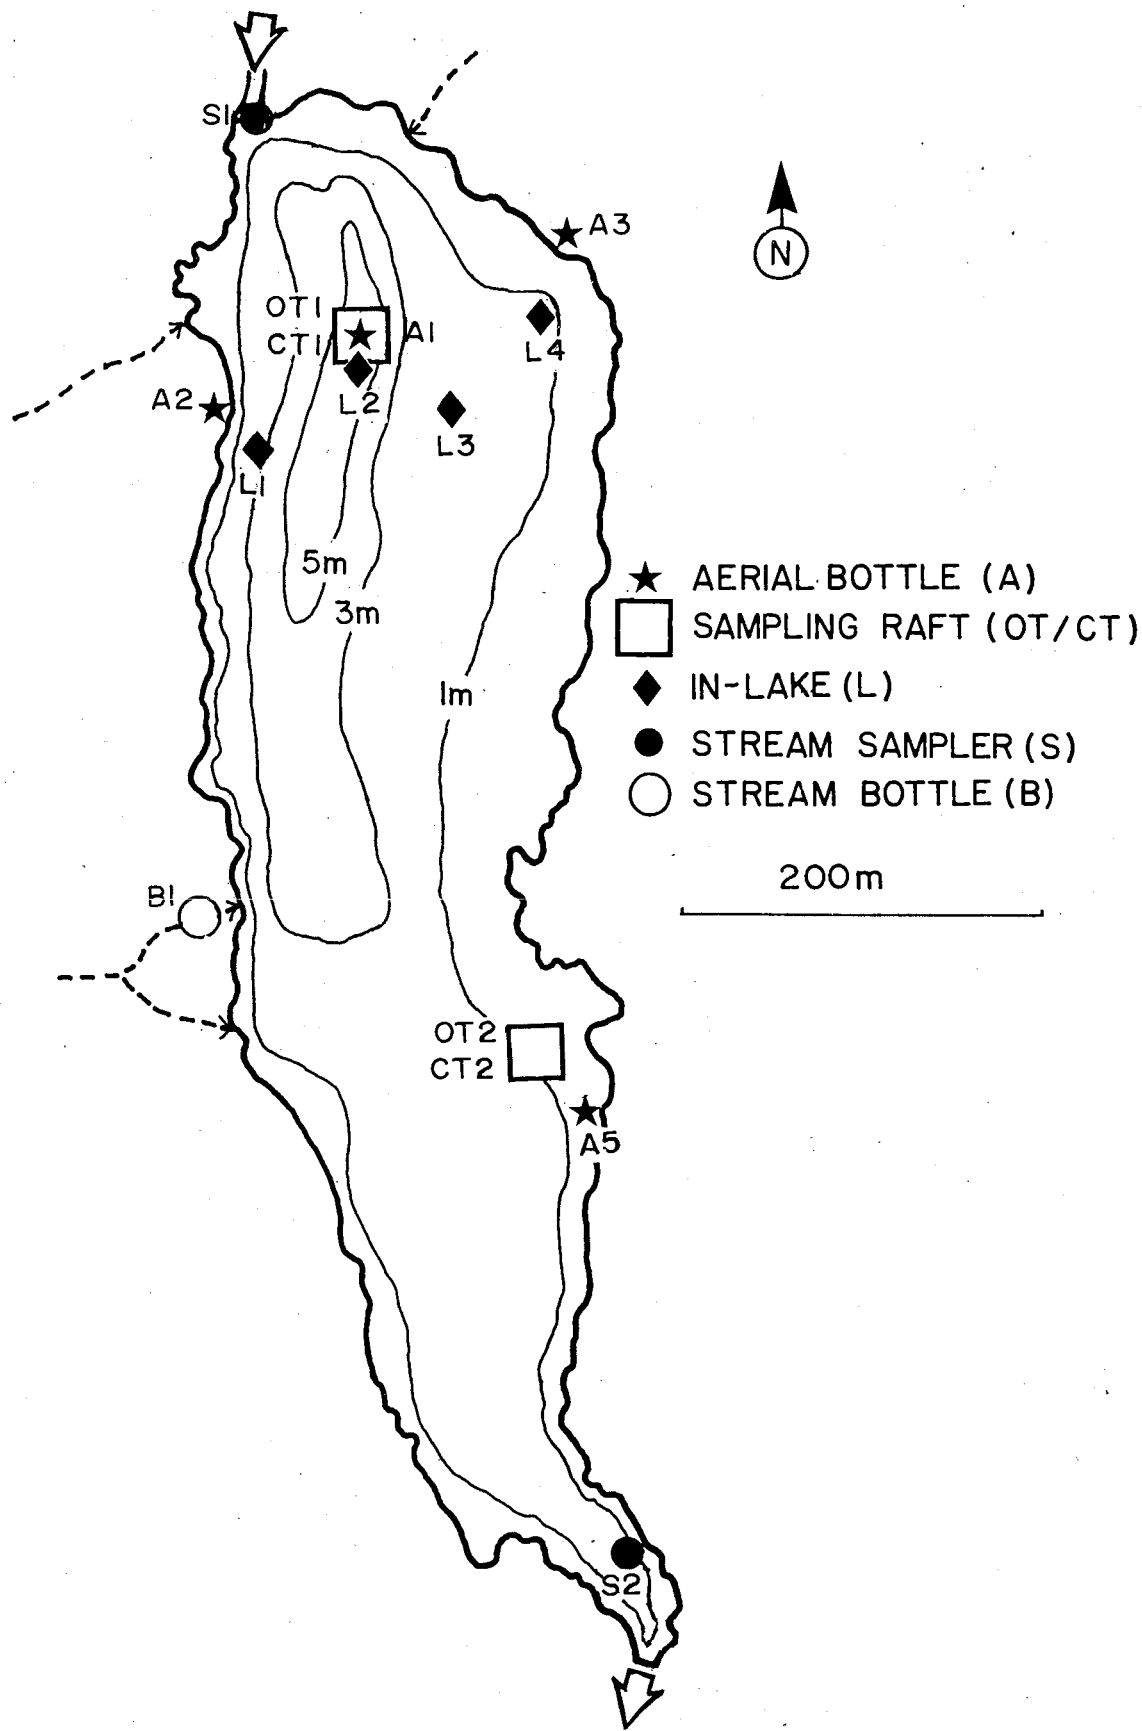 S1
A3
N
OT1
CT1
A1
L4
A2
L2
L3
L1
5m
3m
AERIAL BOTTLE (A)
SAMPLING RAFT (OT/CT)
1m
IN-LAKE (L)
STREAM SAMPLER (S)
STREAM BOTTLE (B)
200m
B1
OT2
CT2
A5
S2